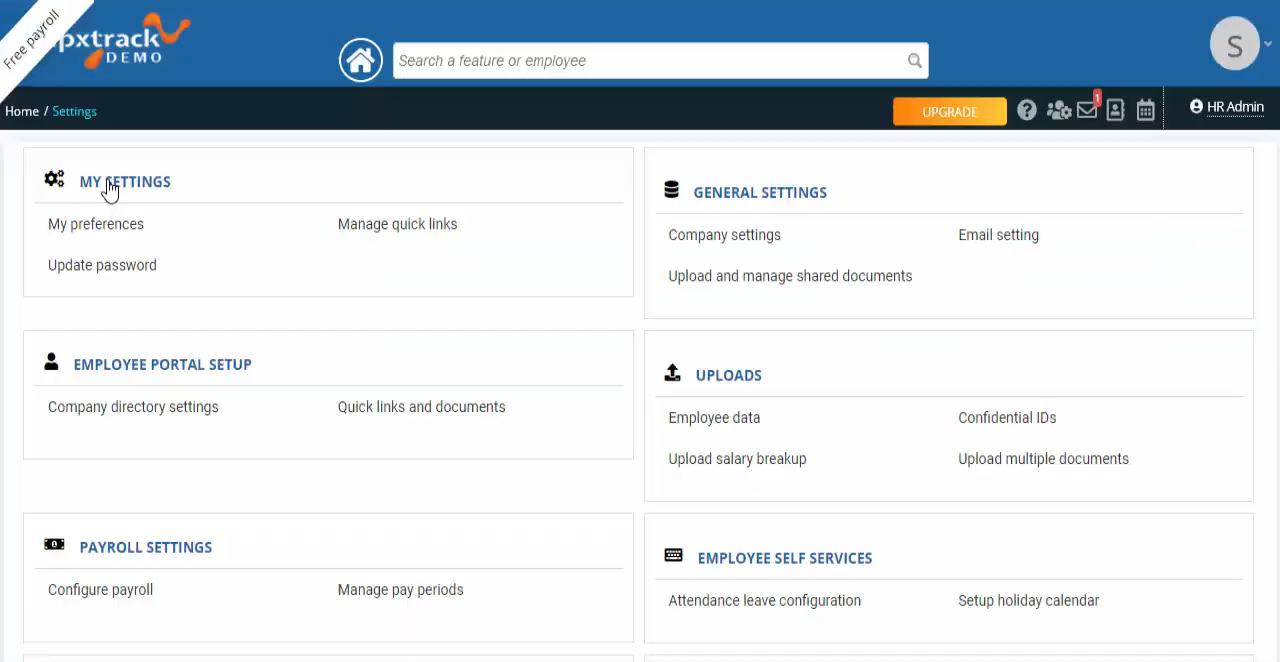 Free payroll
pxtrack
DEMO
Search a feature or employee
S
Home / Settings
UPGRADE
1
HR Admin
MY SETTINGS
My preferences
Manage quick links
Update password
GENERAL SETTINGS
Company settings
Email setting
Upload and manage shared documents
EMPLOYEE PORTAL SETUP
Company directory settings
Quick links and documents
UPLOADS
Employee data
Confidential IDs
Upload salary breakup
Upload multiple documents
PAYROLL SETTINGS
Configure payroll
Manage pay periods
EMPLOYEE SELF SERVICES
Attendance leave configuration
Setup holiday calendar